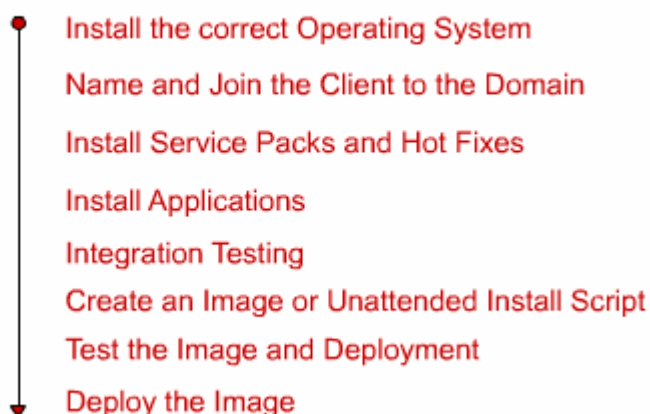 Install the correct Operating System
Name and Join the Client to the Domain
Install Service Packs and Hot Fixes
Install Applications
Integration Testing
Create an Image or Unattended Install Script
Test the Image and Deployment
Deploy the Image